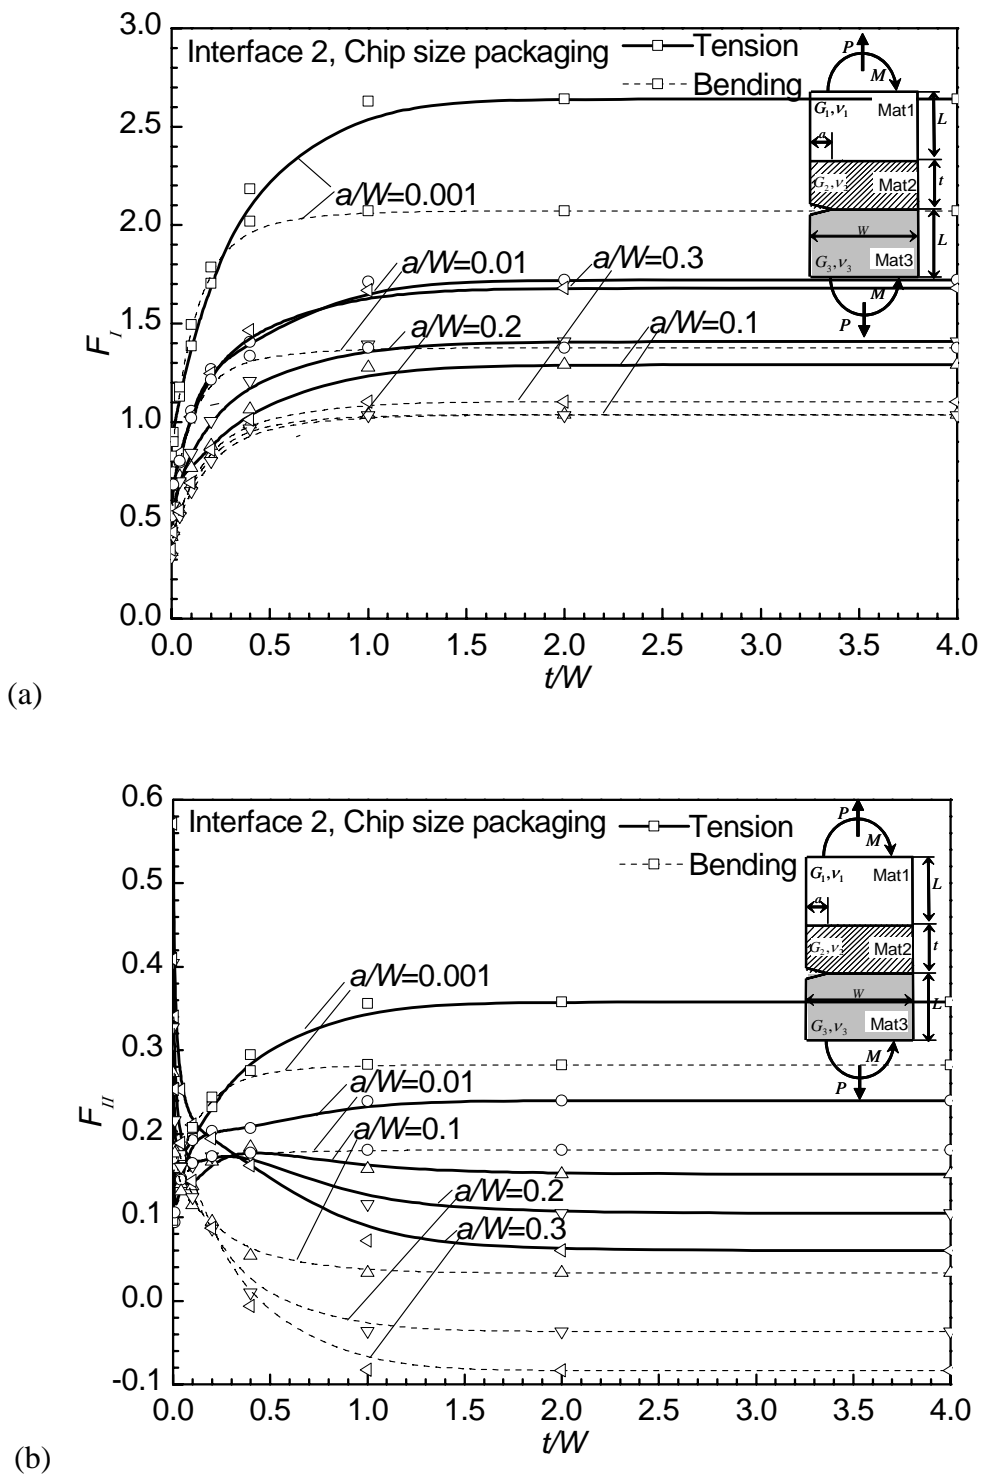 (a)
Interface 2, Chip size packaging
Tension
Bending
a/W=0.001
a/W=0.01
a/W=0.3
a/W=0.2
a/W=0.1
P
M
G1,ν1 Mat1
L
a
G2,ν2 Mat2
t
W
L
G3,ν3 Mat3
M
P
3.0
2.5
2.0
1.5
1.0
0.5
0.0
F_I
0.0 0.5 1.0 1.5 2.0 2.5 3.0 3.5 4.0
t/W
(b)
Interface 2, Chip size packaging
Tension
Bending
a/W=0.001
a/W=0.01
a/W=0.1
a/W=0.2
a/W=0.3
P
M
G1,ν1 Mat1
L
a
G2,ν2 Mat2
t
W
L
G3,ν3 Mat3
M
P
0.6
0.5
0.4
0.3
0.2
0.1
0.0
-0.1
F_II
0.0 0.5 1.0 1.5 2.0 2.5 3.0 3.5 4.0
t/W